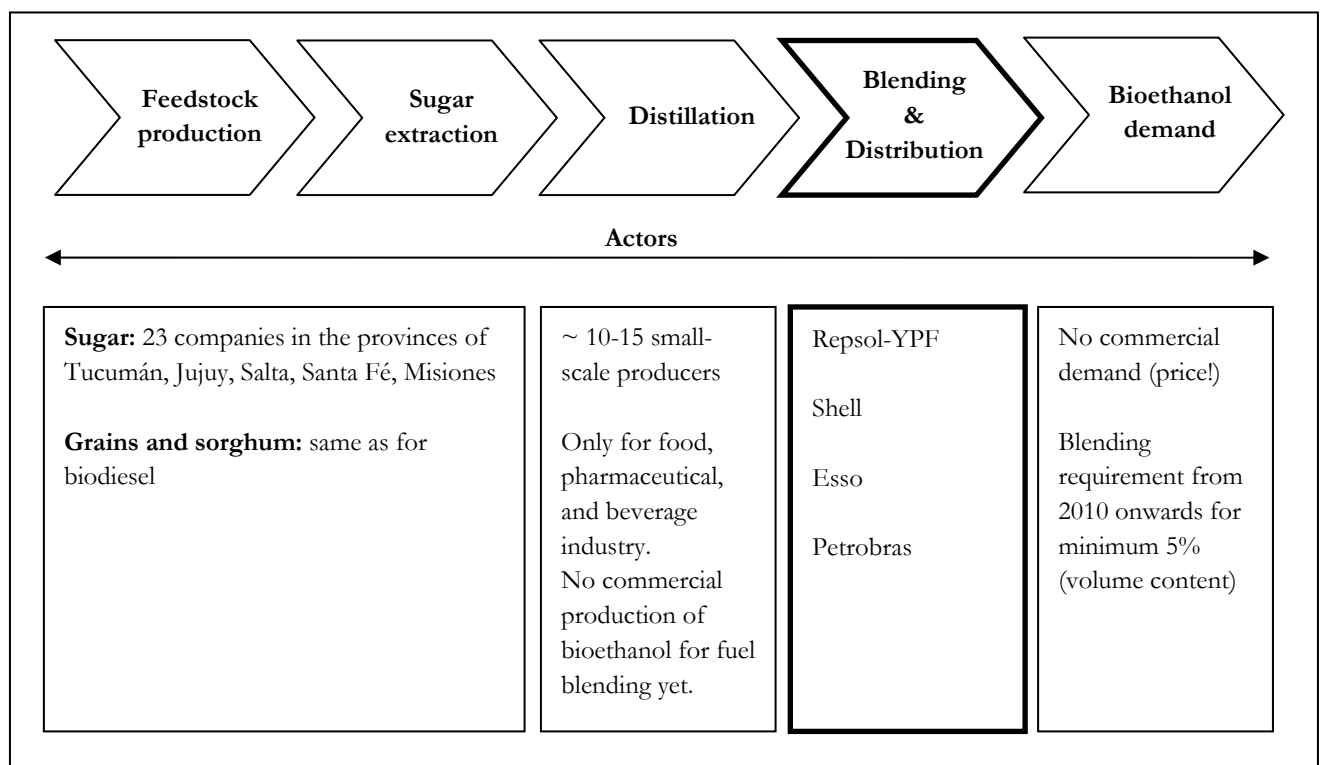 Feedstock
production
Sugar
extraction
Distillation
Blending
&
Distribution
Bioethanol
demand
Actors
Sugar: 23 companies in the provinces of
Tucumán, Jujuy, Salta, Santa Fé, Misiones
Grains and sorghum: same as for
biodiesel
~ 10-15 small-
scale producers
Only for food,
pharmaceutical,
and beverage
industry.
No commercial
production of
bioethanol for fuel
blending yet.
Repsol-YPF
Shell
Esso
Petrobras
No commercial
demand (price!)
Blending
requirement from
2010 onwards for
minimum 5%
(volume content)